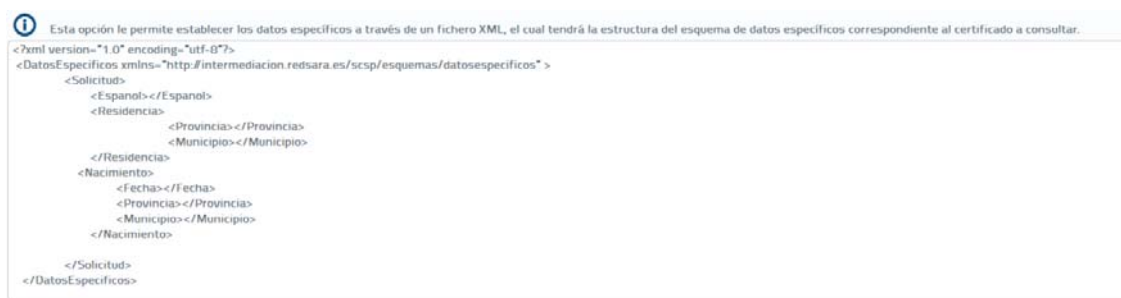 Esta opción le permite establecer los datos específicos a través de un fichero XML, el cual tendrá la estructura del esquema de datos específicos correspondiente al certificado a consultar.
<?xml version="1.0" encoding="utf-8"?>
<DatosEspecificos xmlns="http://intermediacion.redsara.es/scsp/esquemas/datosespecificos" >
<Solicitud>
<Espanol></Espanol>
<Residencia>
<Provincia></Provincia>
<Municipio></Municipio>
</Residencia>
<Nacimiento>
<Fecha></Fecha>
<Provincia></Provincia>
<Municipio></Municipio>
</Nacimiento>
</Solicitud>
</DatosEspecificos>